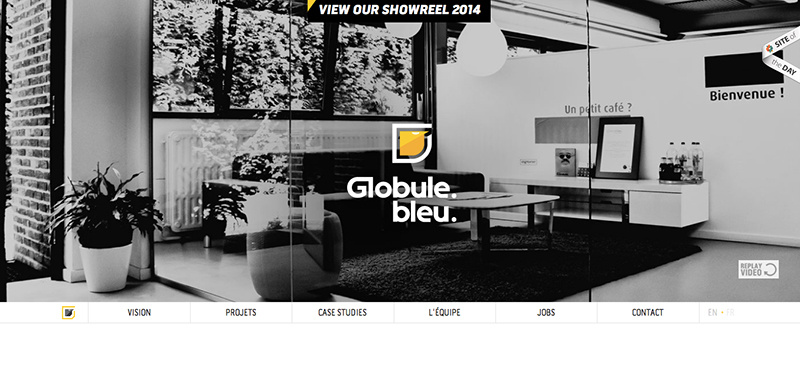 VIEW OUR SHOWREEL 2014
SITE of
the DAY
Bienvenue !
Un petit café ?
Globule.
bleu.
REPLAY
VIDEO
VISION
PROJETS
CASE STUDIES
L'ÉQUIPE
JOBS
CONTACT
EN • FR